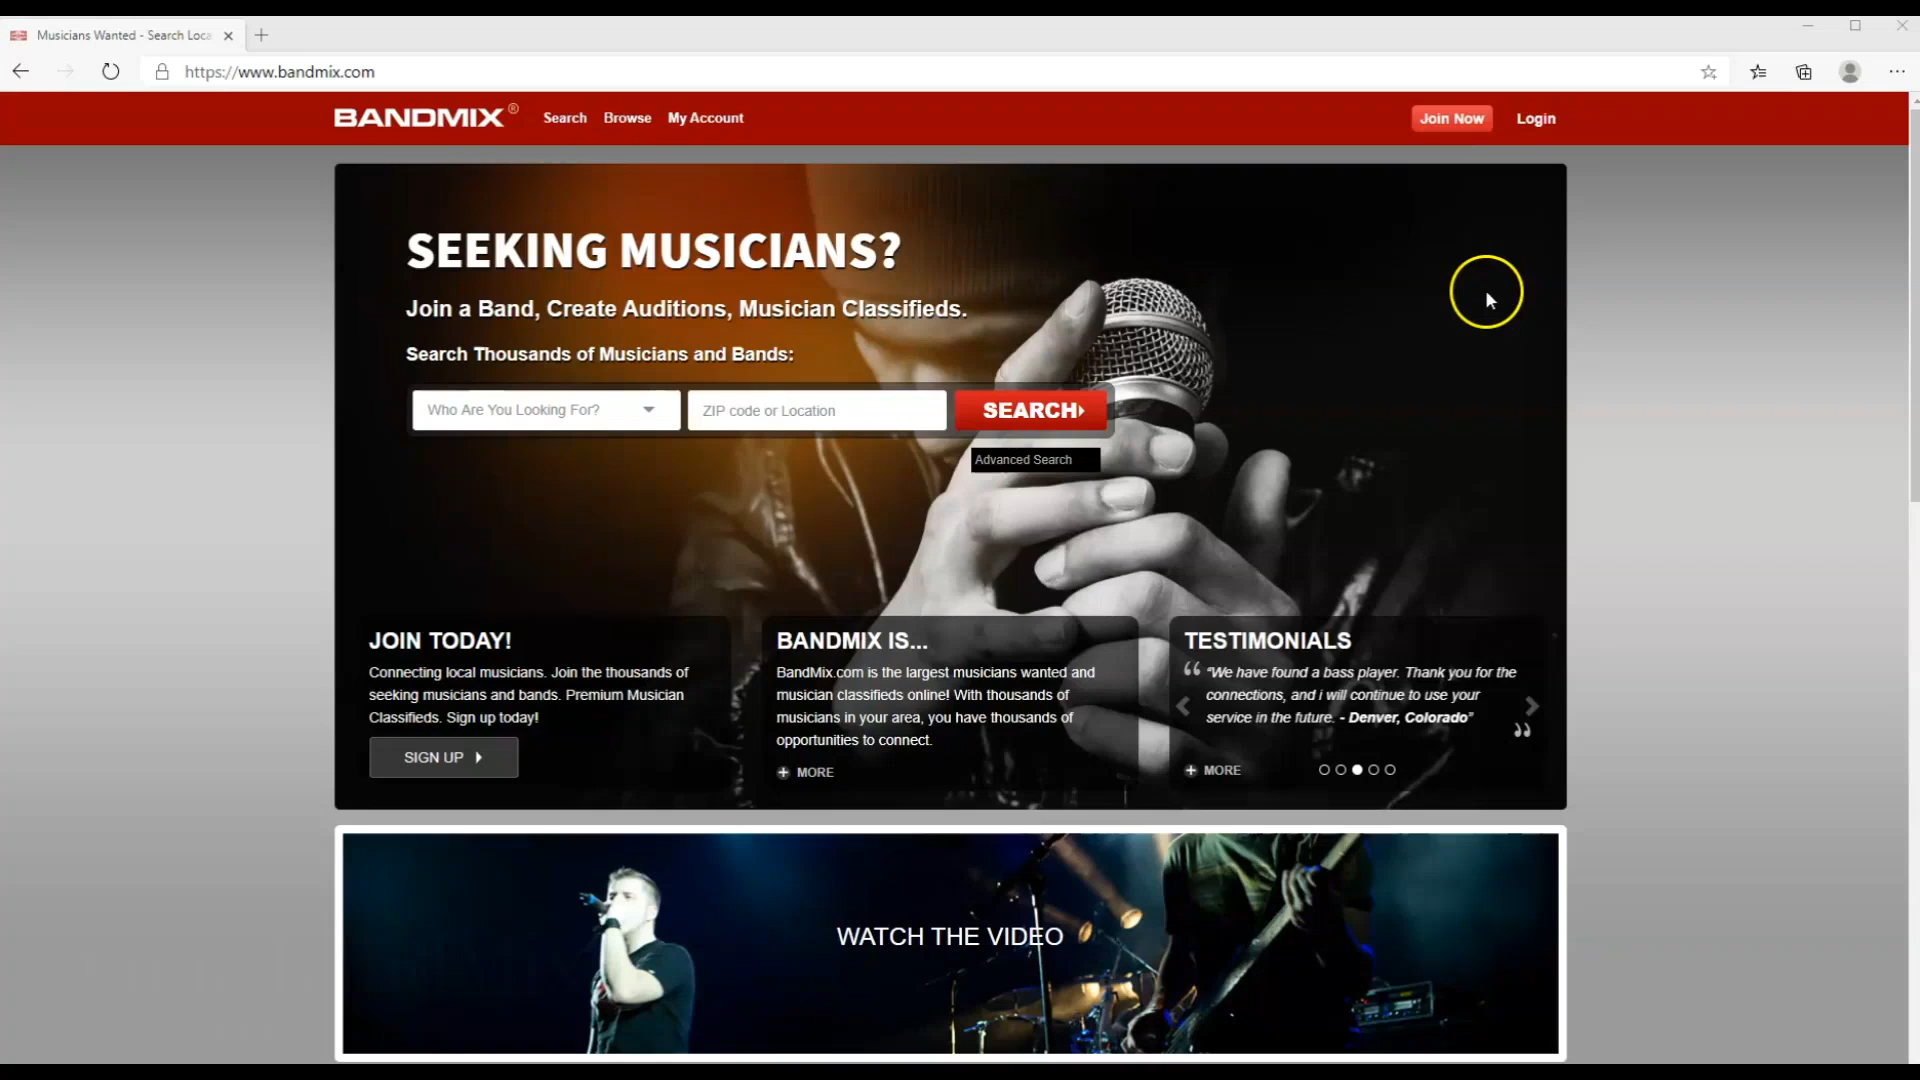 Musicians Wanted - Search Loca
https://www.bandmix.com
BANDMIX®
Search
Browse
My Account
Join Now
Login
SEEKING MUSICIANS?
Join a Band, Create Auditions, Musician Classifieds.
Search Thousands of Musicians and Bands:
Who Are You Looking For?
ZIP code or Location
SEARCH
Advanced Search
JOIN TODAY!
Connecting local musicians. Join the thousands of
seeking musicians and bands. Premium Musician
Classifieds. Sign up today!
SIGN UP
BANDMIX IS...
BandMix.com is the largest musicians wanted and
musician classifieds online! With thousands of
musicians in your area, you have thousands of
opportunities to connect.
+ MORE
TESTIMONIALS
“ “We have found a bass player. Thank you for the
connections, and i will continue to use your
service in the future. - Denver, Colorado” ”
+ MORE
WATCH THE VIDEO